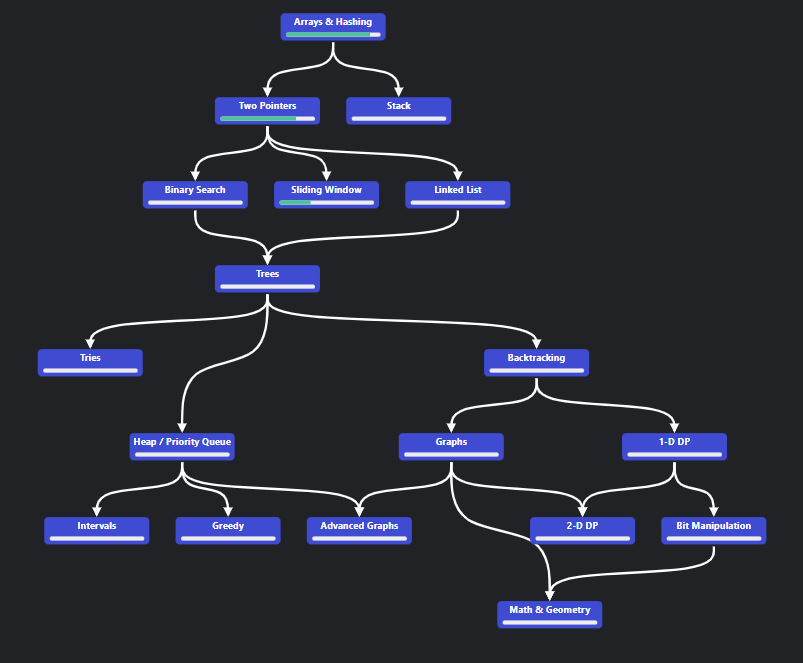 Arrays & Hashing
Two Pointers
Stack
Binary Search
Sliding Window
Linked List
Trees
Tries
Backtracking
Heap / Priority Queue
Graphs
1-D DP
Intervals
Greedy
Advanced Graphs
2-D DP
Bit Manipulation
Math & Geometry